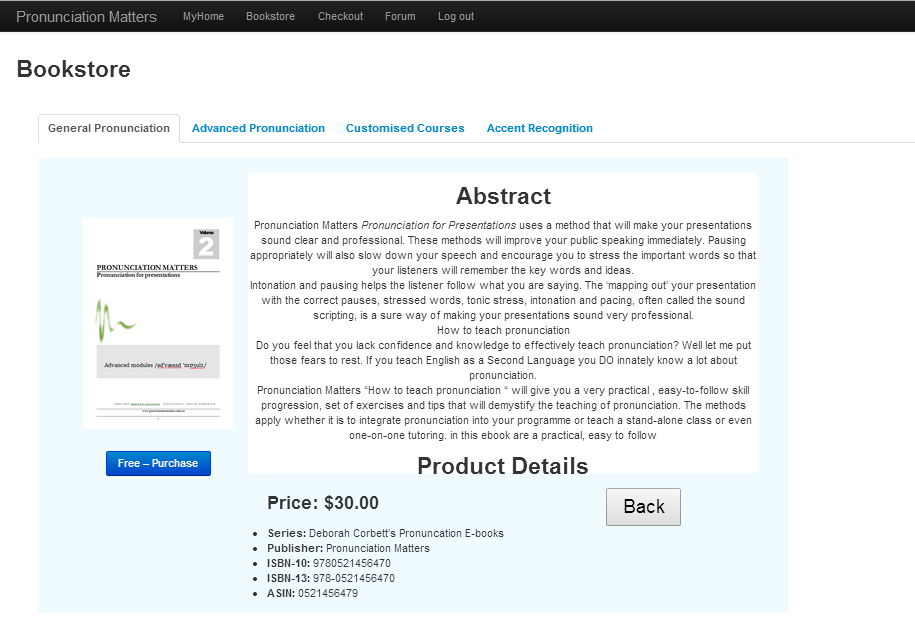 Pronunciation Matters MyHome Bookstore Checkout Forum Log out
Bookstore
General Pronunciation Advanced Pronunciation Customised Courses Accent Recognition
Volume
2
PRONUNCIATION MATTERS
Pronunciation for presentations
Advanced modules
Free – Purchase
Abstract
Pronunciation Matters Pronunciation for Presentations uses a method that will make your presentations
sound clear and professional. These methods will improve your public speaking immediately. Pausing
appropriately will also slow down your speech and encourage you to stress the important words so that
your listeners will remember the key words and ideas.
Intonation and pausing helps the listener follow what you are saying. The ‘mapping out’ your presentation
with the correct pauses, stressed words, tonic stress, intonation and pacing, often called the sound
scripting, is a sure way of making your presentations sound very professional.
How to teach pronunciation
Do you feel that you lack confidence and knowledge to effectively teach pronunciation? Well let me put
those fears to rest. If you teach English as a Second Language you DO innately know a lot about
pronunciation.
Pronunciation Matters “How to teach pronunciation “ will give you a very practical , easy-to-follow skill
progression, set of exercises and tips that will demystify the teaching of pronunciation. The methods
apply whether it is to integrate pronunciation into your programme or teach a stand-alone class or even
one-on-one tutoring. in this ebook are a practical, easy to follow
Product Details
Price: $30.00
Back
Series: Deborah Corbett's Pronuncation E-books
Publisher: Pronunciation Matters
ISBN-10: 9780521456470
ISBN-13: 978-0521456470
ASIN: 0521456479